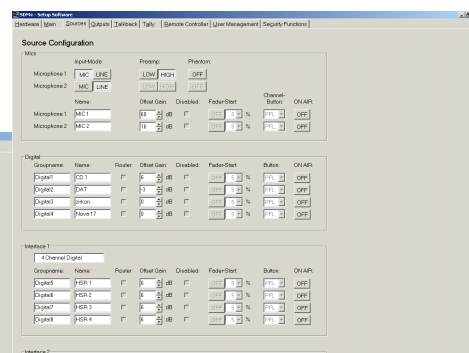 SDM4 - Setup Software
Hardware Main Sources Outputs Talkback Tally Remote Controller User Management Security Functions
Source Configuration
Mics
Input-Mode: Preamp: Phantom:
Microphone 1 MIC LINE LOW HIGH OFF
Microphone 2 MIC LINE LOW HIGH OFF
Name: Offset Gain: Disabled: Fader-Start Channel-Button: ON AIR:
Microphone 1 MIC 1 60 dB OFF 5 % PFL OFF
Microphone 2 MIC 2 16 dB OFF 5 % PFL OFF
Digital
Groupname: Name: Roster: Offset Gain: Disabled: Fader-Start Button: ON AIR:
Digital1 CD 1 6 dB OFF 5 % PFL OFF
Digital2 DAT -3 dB OFF 5 % PFL OFF
Digital3 zirkon 0 dB OFF 5 % PFL OFF
Digital4 Nova 17 0 dB OFF 5 % PFL OFF
Interface 1
4 Channel Digital
Groupname: Name: Roster: Offset Gain: Disabled: Fader-Start Button: ON AIR:
Digital5 HSR 1 6 dB OFF 5 % PFL OFF
Digital6 HSR 2 6 dB OFF 5 % PFL OFF
Digital7 HSR 3 6 dB OFF 5 % PFL OFF
Digital8 HSR 4 6 dB OFF 5 % PFL OFF
Interface 2